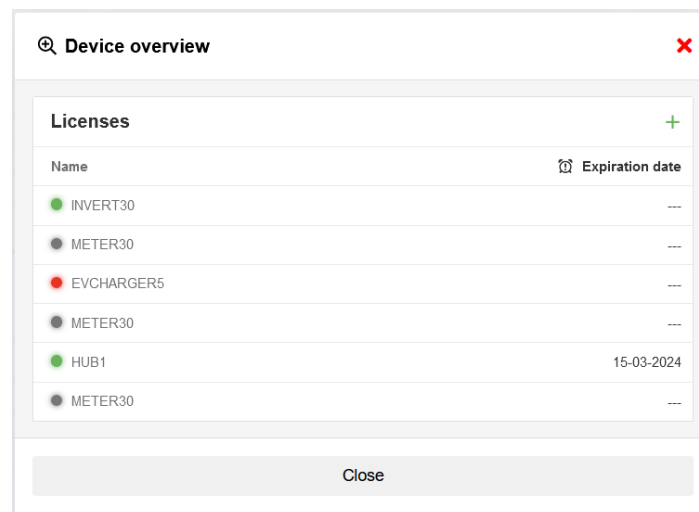 Device overview
Licenses
Name Expiration date
INVERT30 ---
METER30 ---
EVCHARGER5 ---
METER30 ---
HUB1 15-03-2024
METER30 ---
Close